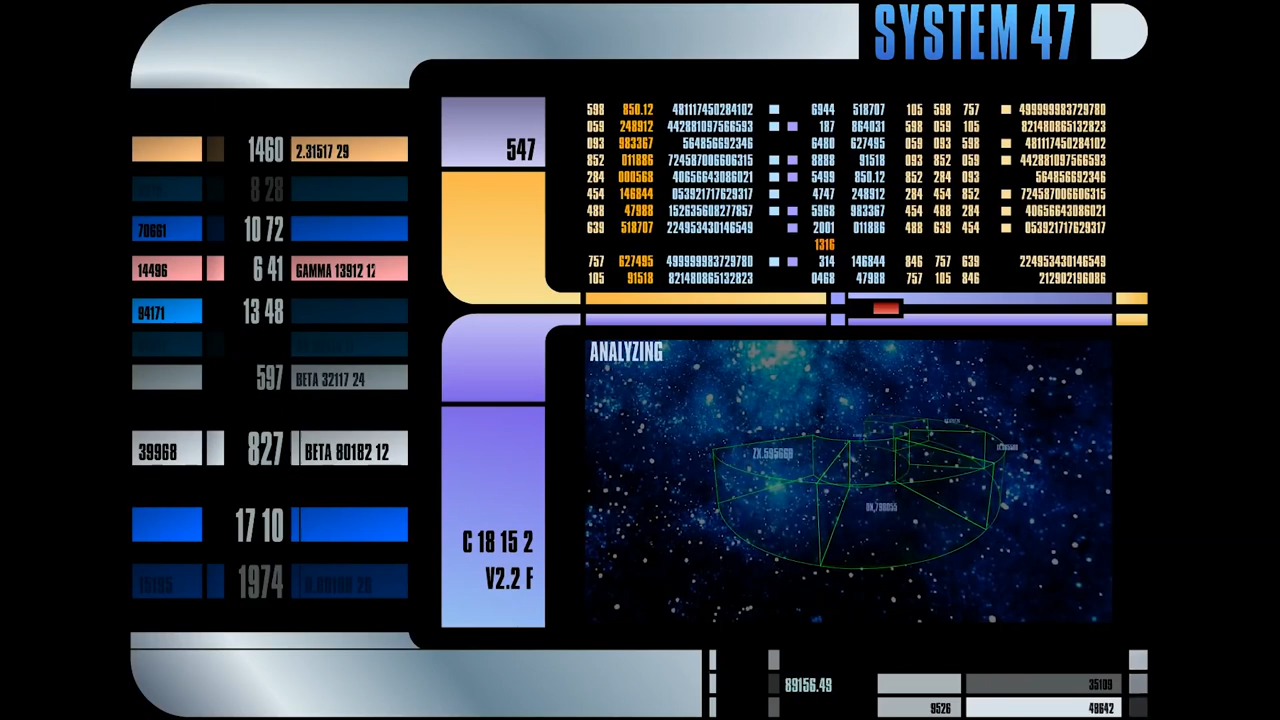 SYSTEM 47
1460 2.31517 29
8 28
70661 10 72
14496 6 41 GAMMA 13912 12
94171 13 48
597 BETA 32117 24
39968 827 BETA 80182 12
17 10
1974
547
C 18 15 2
V2.2 F
598 850.12 481117450284102 6944 518707 105 598 757 499999983729780
059 248912 442881097566593 187 864031 598 059 105 821480865132823
093 983367 564856692346 6480 627495 059 093 598 481117450284102
852 011886 724587006606315 8888 91518 093 852 059 442881097566593
284 000568 40656643086021 5499 850.12 852 284 093 564856692346
454 146844 053921717629317 4747 248912 284 454 852 724587006606315
488 47988 152635608277857 5968 983367 454 488 284 40656643086021
639 518707 224953430146549 2001 011886 488 639 454 053921717629317
1316
757 627495 499999983729780 314 146844 846 757 639 224953430146549
105 91518 821480865132823 0468 47988 757 105 846 212902196086
ANALYZING
ZX.595668
89156.49
35109
9526 48642